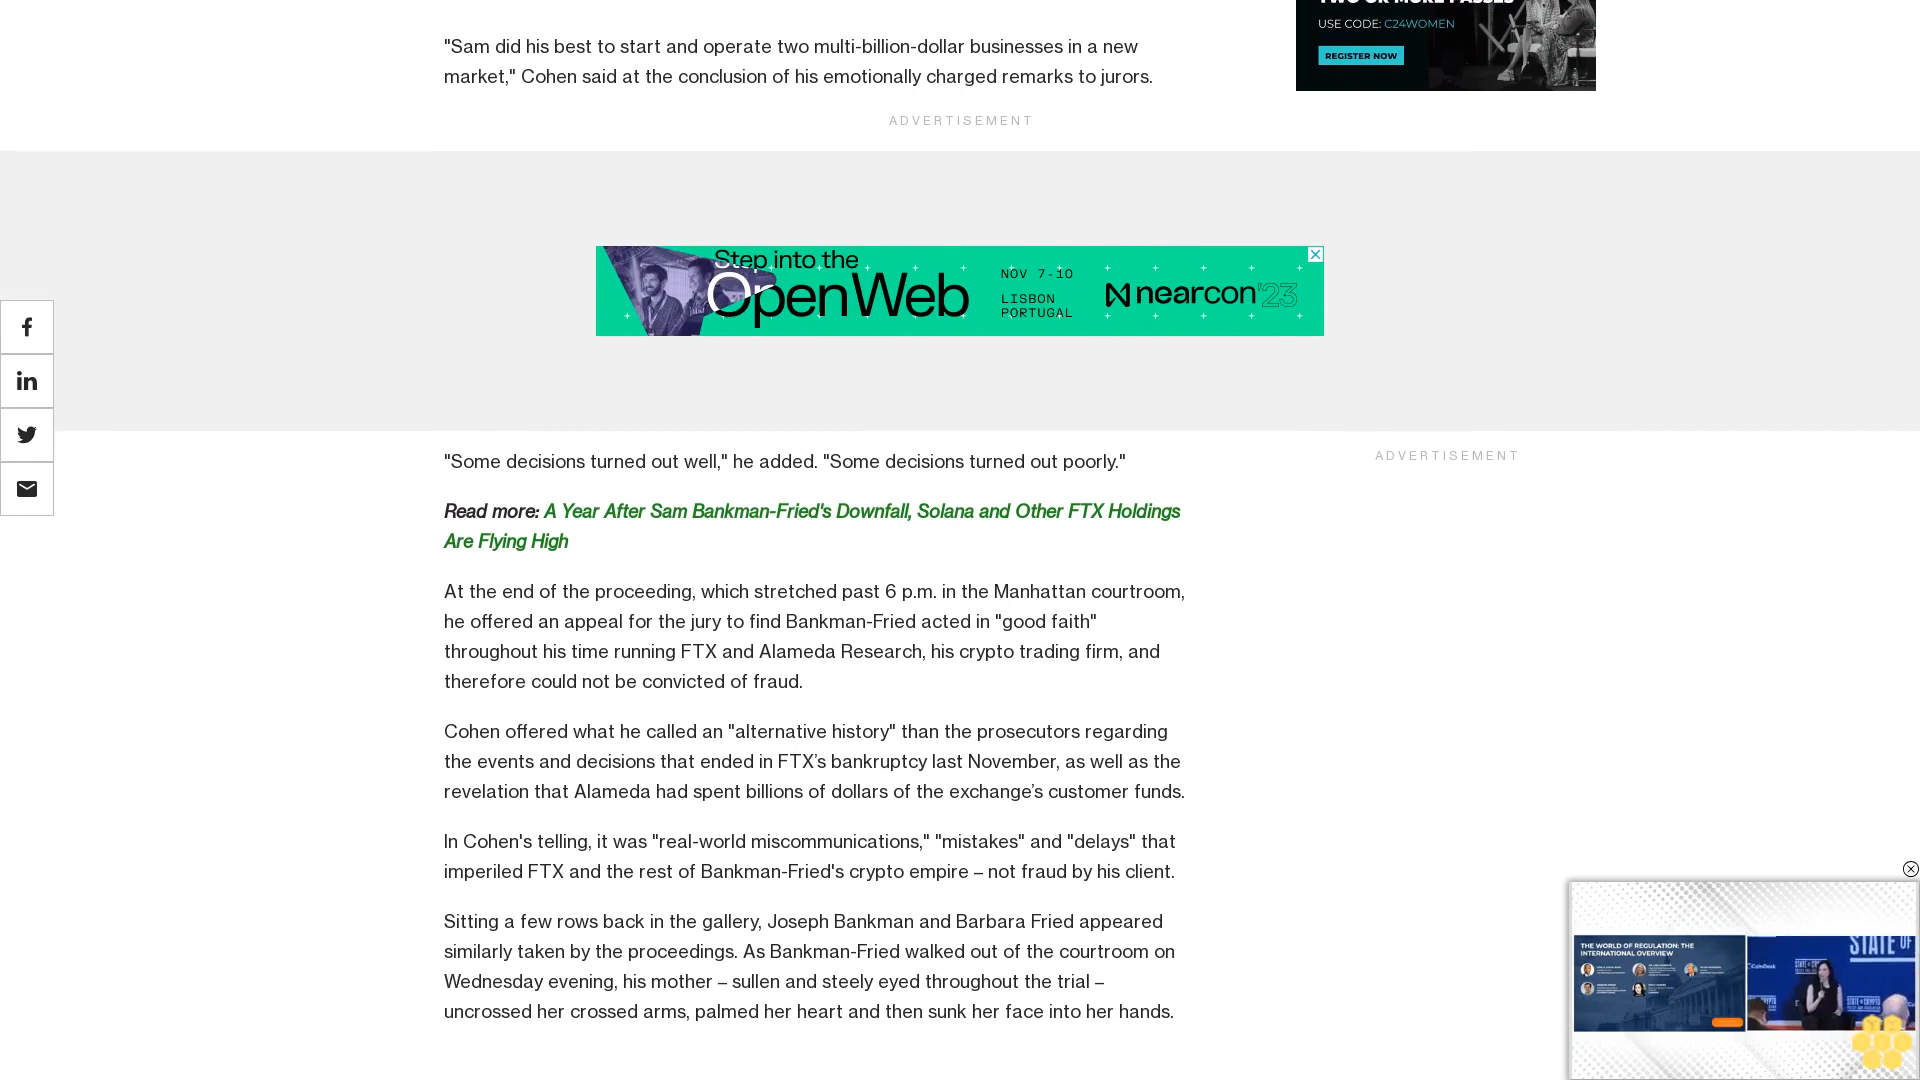 TWO OR MORE PASSES
USE CODE: C24WOMEN
REGISTER NOW
"Sam did his best to start and operate two multi-billion-dollar businesses in a new
market," Cohen said at the conclusion of his emotionally charged remarks to jurors.
ADVERTISEMENT
Step into the
OpenWeb
NOV 7-10
LISBON
PORTUGAL
nearcon'23
"Some decisions turned out well," he added. "Some decisions turned out poorly."
ADVERTISEMENT
Read more: A Year After Sam Bankman-Fried's Downfall, Solana and Other FTX Holdings
Are Flying High
At the end of the proceeding, which stretched past 6 p.m. in the Manhattan courtroom,
he offered an appeal for the jury to find Bankman-Fried acted in "good faith"
throughout his time running FTX and Alameda Research, his crypto trading firm, and
therefore could not be convicted of fraud.
Cohen offered what he called an "alternative history" than the prosecutors regarding
the events and decisions that ended in FTX’s bankruptcy last November, as well as the
revelation that Alameda had spent billions of dollars of the exchange’s customer funds.
In Cohen's telling, it was "real-world miscommunications," "mistakes" and "delays" that
imperiled FTX and the rest of Bankman-Fried's crypto empire – not fraud by his client.
Sitting a few rows back in the gallery, Joseph Bankman and Barbara Fried appeared
similarly taken by the proceedings. As Bankman-Fried walked out of the courtroom on
Wednesday evening, his mother – sullen and steely eyed throughout the trial –
uncrossed her crossed arms, palmed her heart and then sunk her face into her hands.
THE WORLD OF REGULATION: THE
INTERNATIONAL OVERVIEW
STATE OF
CoinDesk